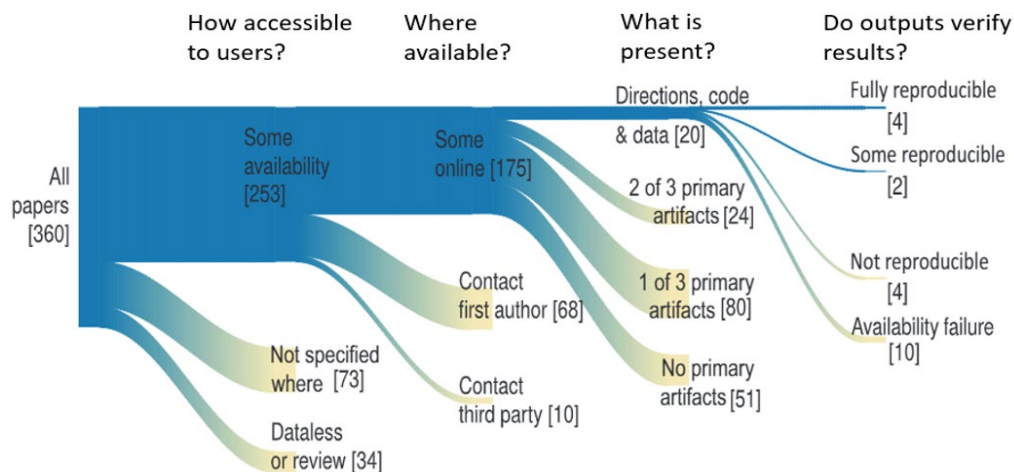 How accessible
to users?
Where
available?
What is
present?
Do outputs verify
results?
All
papers
[360]
Some
availability
[253]
Not specified
where [73]
Dataless
or review [34]
Some
online [175]
Contact
first author [68]
Contact
third party [10]
Directions, code
& data [20]
2 of 3 primary
artifacts [24]
1 of 3 primary
artifacts [80]
No primary
artifacts [51]
Fully reproducible
[4]
Some reproducible
[2]
Not reproducible
[4]
Availability failure
[10]